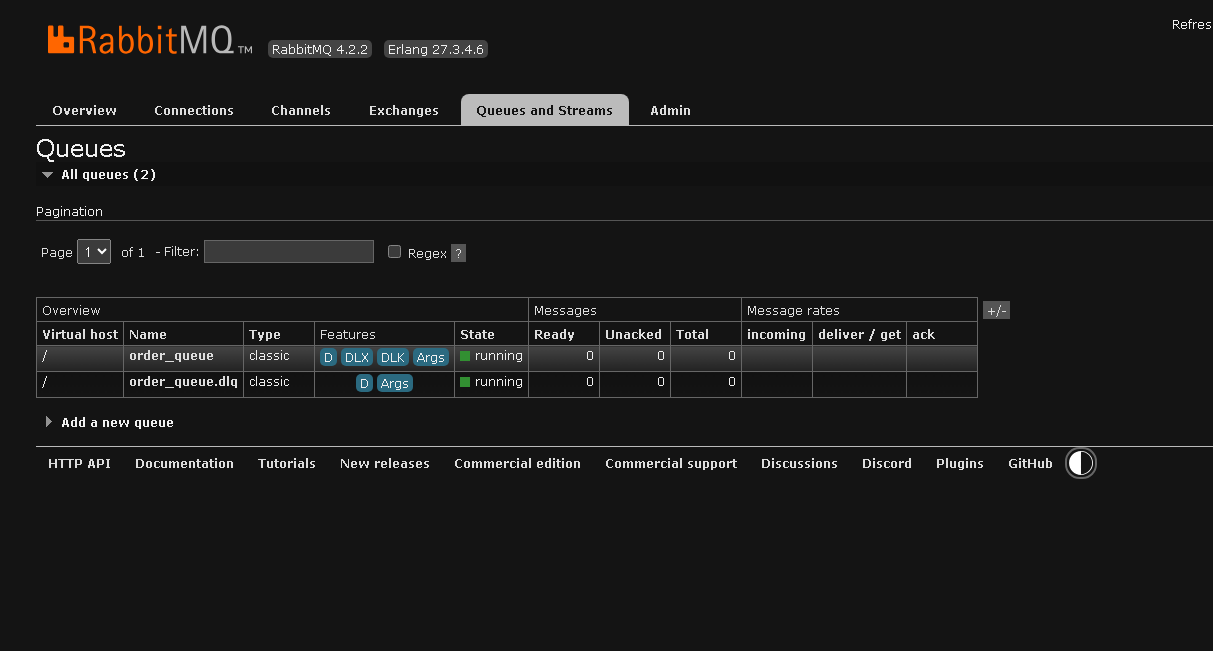 Refres
RabbitMQ TM RabbitMQ 4.2.2 Erlang 27.3.4.6
Overview Connections Channels Exchanges Queues and Streams Admin
Queues
All queues (2)
Pagination
Page 1 of 1 - Filter: Regex ?
Overview Messages Message rates +/-
Virtual host Name Type Features State Ready Unacked Total incoming deliver / get ack
/ order_queue classic D DLX DLK Args running 0 0 0
/ order_queue.dlq classic D Args running 0 0 0
Add a new queue
HTTP API Documentation Tutorials New releases Commercial edition Commercial support Discussions Discord Plugins GitHub